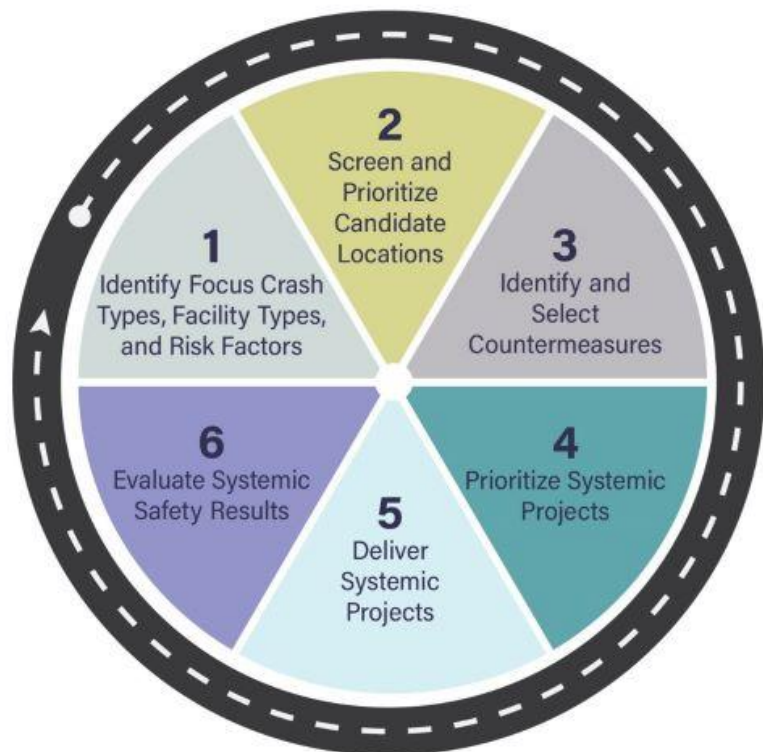 1
Identify Focus Crash
Types, Facility Types,
and Risk Factors
2
Screen and
Prioritize
Candidate
Locations
3
Identify and
Select
Countermeasures
4
Prioritize Systemic
Projects
5
Deliver
Systemic
Projects
6
Evaluate Systemic
Safety Results